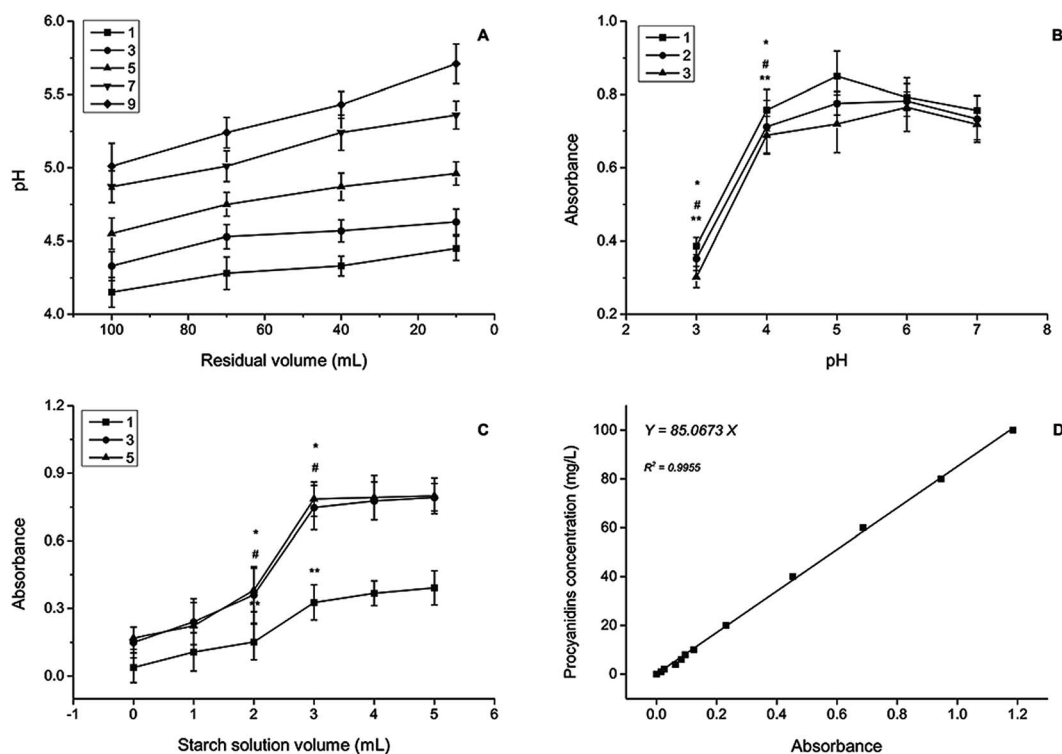 A
1
3
5
7
9
6.0
5.5
5.0
4.5
4.0
pH
100 80 60 40 20 0
Residual volume (mL)
B
1
2
3
1.0
0.8
0.6
0.4
0.2
Absorbance
*
#
**
*
#
**
2 3 4 5 6 7 8
pH
C
1
3
5
1.2
0.9
0.6
0.3
0.0
Absorbance
*
#
**
*
#
**
-1 0 1 2 3 4 5 6
Starch solution volume (mL)
D
Y = 85.0673 X
R² = 0.9955
100
80
60
40
20
0
Procyanidins concentration (mg/L)
0.0 0.2 0.4 0.6 0.8 1.0 1.2
Absorbance